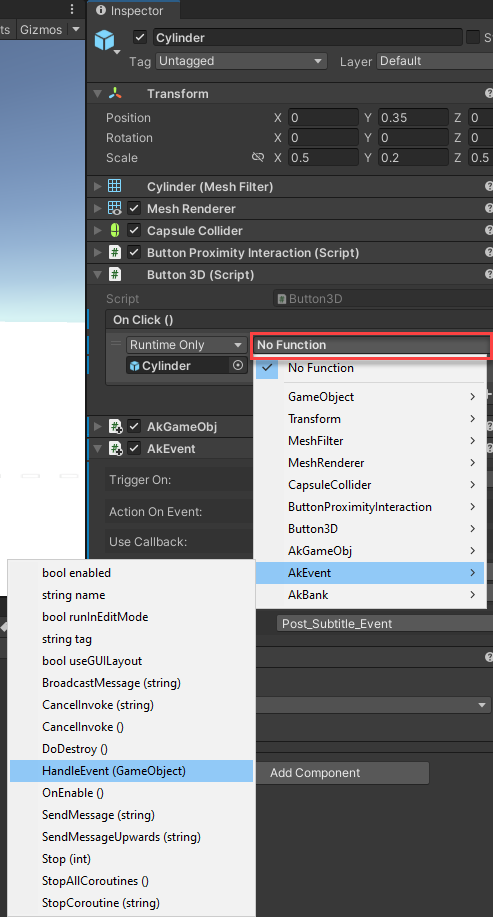 ts Gizmos
Inspector
Cylinder St
Tag Untagged Layer Default
Transform
Position X 0 Y 0.35 Z 0
Rotation X 0 Y 0 Z 0
Scale X 0.5 Y 0.2 Z 0.5
Cylinder (Mesh Filter)
Mesh Renderer
Capsule Collider
Button Proximity Interaction (Script)
Button 3D (Script)
Script Button3D
On Click ()
Runtime Only No Function
Cylinder
No Function
GameObject
Transform
MeshFilter
MeshRenderer
CapsuleCollider
ButtonProximityInteraction
Button3D
AkGameObj
AkEvent
AkBank
AkGameObj
AkEvent
Trigger On:
Action On Event:
Use Callback:
Post_Subtitle_Event
Add Component
bool enabled
string name
bool runInEditMode
string tag
bool useGUILayout
BroadcastMessage (string)
CancelInvoke (string)
CancelInvoke ()
DoDestroy ()
HandleEvent (GameObject)
OnEnable ()
SendMessage (string)
SendMessageUpwards (string)
Stop (int)
StopAllCoroutines ()
StopCoroutine (string)